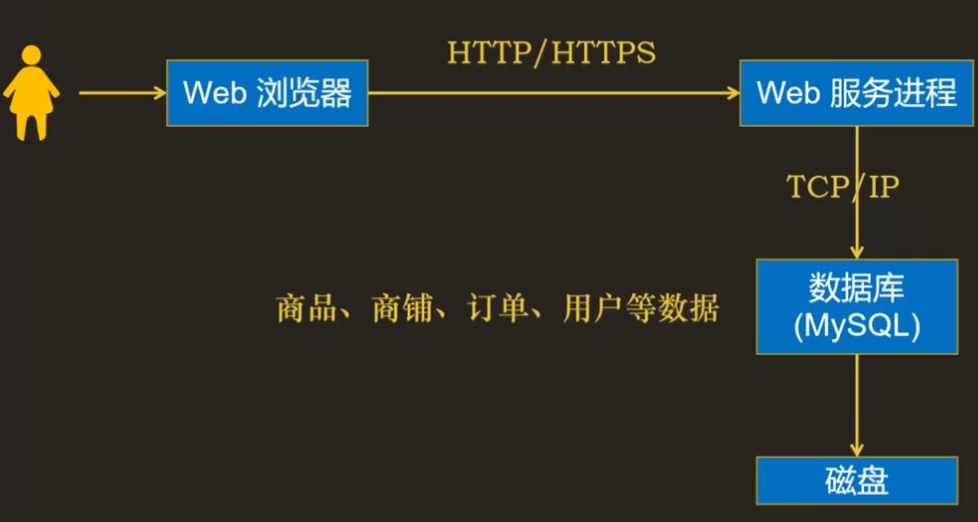 HTTP/HTTPS
Web 浏览器
Web 服务进程
TCP/IP
商品、商铺、订单、用户等数据
数据库
(MySQL)
磁盘